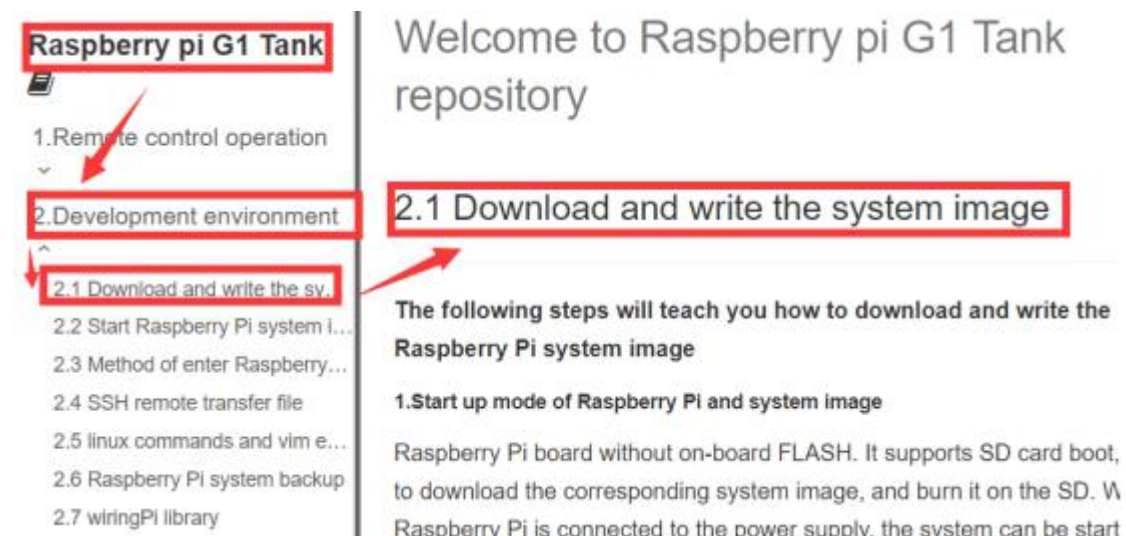 Raspberry pi G1 Tank
1.Remote control operation
2.Development environment
2.1 Download and write the sy...
2.2 Start Raspberry Pi system i...
2.3 Method of enter Raspberry...
2.4 SSH remote transfer file
2.5 linux commands and vim e...
2.6 Raspberry Pi system backup
2.7 wiringPi library
Welcome to Raspberry pi G1 Tank
repository
2.1 Download and write the system image
The following steps will teach you how to download and write the
Raspberry Pi system image
1.Start up mode of Raspberry Pi and system image
Raspberry Pi board without on-board FLASH. It supports SD card boot,
to download the corresponding system image, and burn it on the SD. W
Raspberry Pi is connected to the power supply, the system can be start